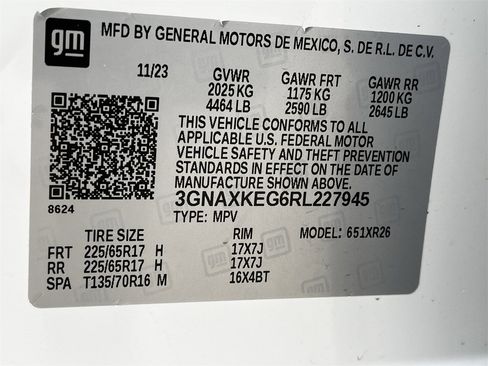 gm MFD BY GENERAL MOTORS DE MEXICO, S. DE R.L. DE C.V.
11/23 GVWR GAWR FRT GAWR RR
2025 KG 1175 KG 1200 KG
4464 LB 2590 LB 2645 LB
THIS VEHICLE CONFORMS TO ALL
APPLICABLE U.S. FEDERAL MOTOR
VEHICLE SAFETY AND THEFT PREVENTION
STANDARDS IN EFFECT ON THE DATE OF
MANUFACTURE SHOWN ABOVE.
8624 3GNAXKEG6RL227945
TYPE: MPV
TIRE SIZE RIM MODEL: 651XR26
FRT 225/65R17 H 17X7J
RR 225/65R17 H 17X7J
SPA T135/70R16 M 16X4BT